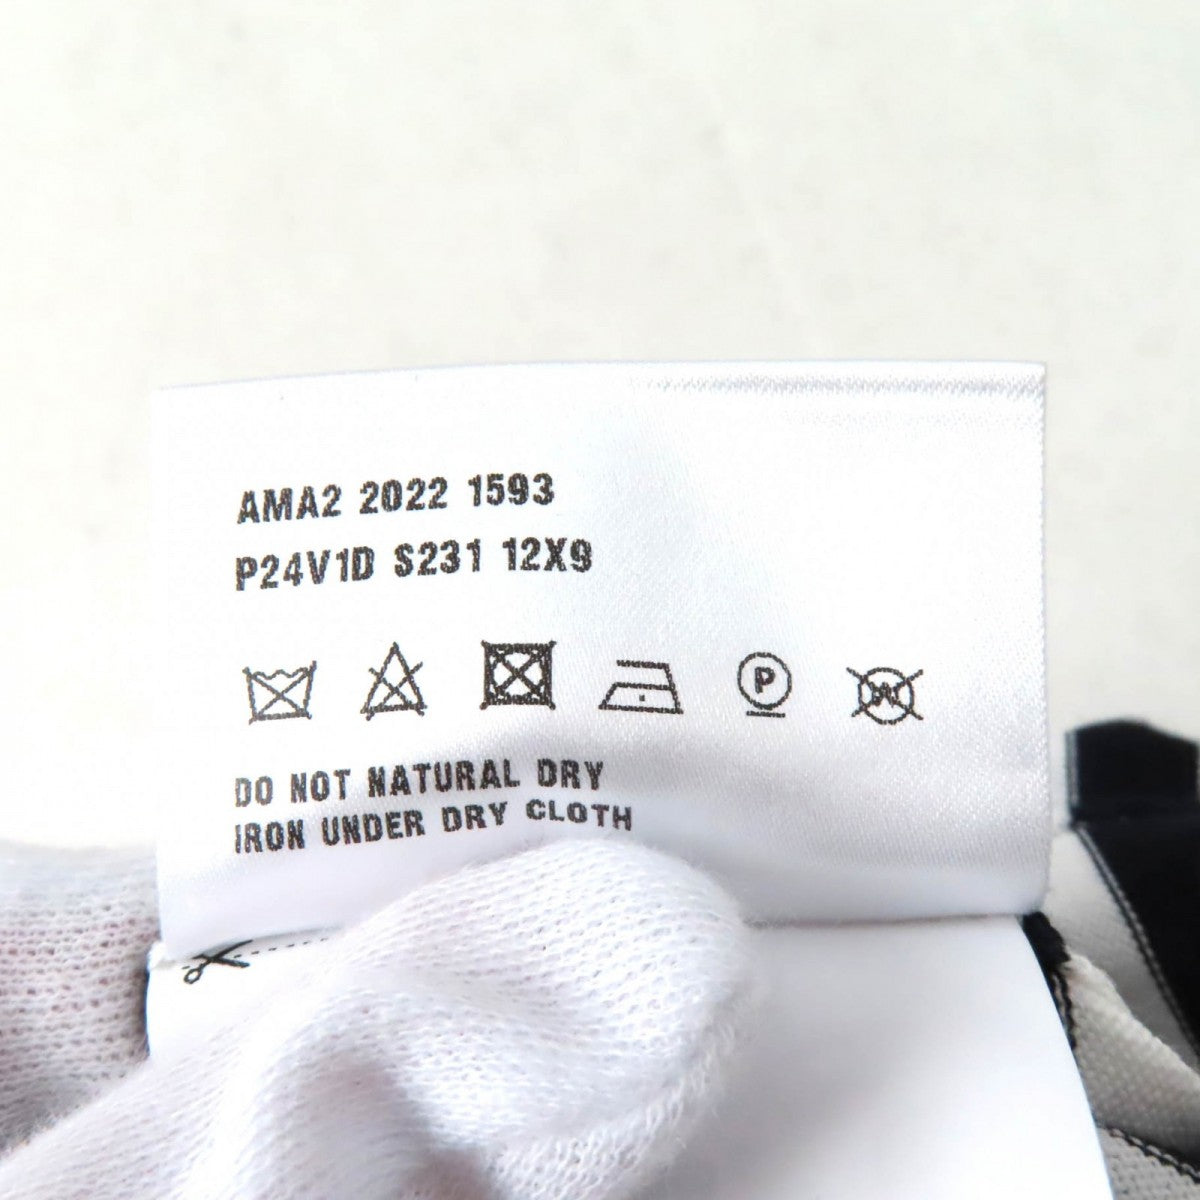 AMA2 2022 1593
P24V1D S231 12X9
P
W
DO NOT NATURAL DRY
IRON UNDER DRY CLOTH